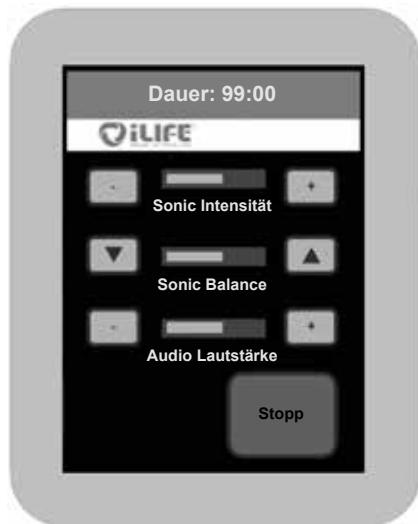 Dauer: 99:00
iLIFE
- +
Sonic Intensität
▼ ▲
Sonic Balance
- +
Audio Lautstärke
Stopp